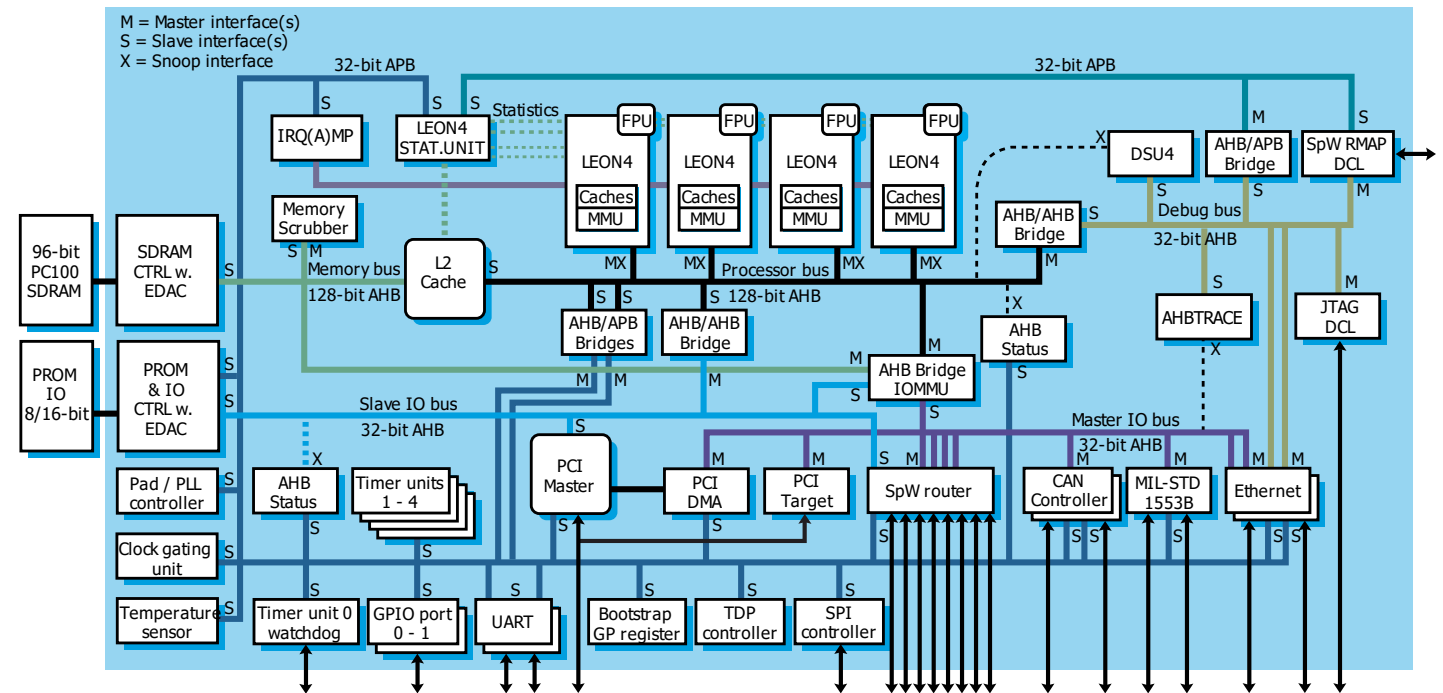 M = Master interface(s)
S = Slave interface(s)
X = Snoop interface
32-bit APB
32-bit APB
S
S
S
Statistics
M
S
IRQ(A)MP
LEON4
STAT.UNIT
FPU
LEON4
Caches
MMU
FPU
LEON4
Caches
MMU
FPU
LEON4
Caches
MMU
FPU
LEON4
Caches
MMU
X
DSU4
S
AHB/APB
Bridge
S
SpW RMAP
DCL
M
Memory
Scrubber
S
M
AHB/AHB
Bridge
S
M
Debug bus
32-bit AHB
96-bit
PC100
SDRAM
SDRAM
CTRL w.
EDAC
S
Memory bus
128-bit AHB
L2
Cache
S
MX
MX
MX
MX
Processor bus
128-bit AHB
S
S
S
X
S
M
AHB/APB
Bridges
M
M
AHB/AHB
Bridge
M
AHB
Status
S
AHBTRACE
X
JTAG
DCL
M
M
AHB Bridge
IOMMU
S
S
PROM
IO
8/16-bit
PROM
& IO
CTRL w.
EDAC
S
S
Slave IO bus
32-bit AHB
Master IO bus
32-bit AHB
X
S
M
M
S
M
M
M
M
M
Pad / PLL
controller
S
AHB
Status
S
Timer units
1 - 4
S
PCI
Master
S
PCI
DMA
S
PCI
Target
SpW router
S
CAN
Controller
S
S
MIL-STD
1553B
S
Ethernet
S
S
Clock gating
unit
S
S
S
S
S
S
S
S
Temperature
sensor
S
Timer unit 0
watchdog
GPIO port
0 - 1
UART
Bootstrap
GP register
TDP
controller
SPI
controller